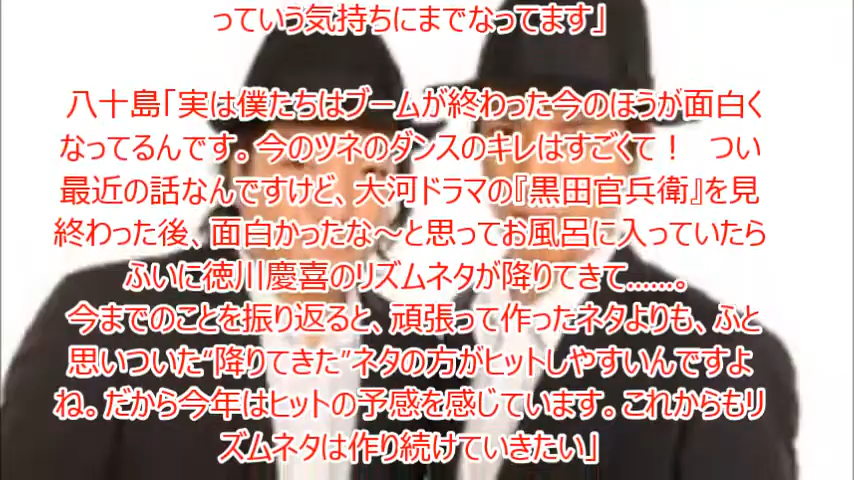 っていう気持ちにまでなってます」
八十島「実は僕たちはブームが終わった今のほうが面白く
なってるんです。今のツネのダンスのキレはすごくて！　つい
最近の話なんですけど、大河ドラマの『黒田官兵衛』を見
終わった後、面白かったな～と思ってお風呂に入っていたら
ふいに徳川慶喜のリズムネタが降りてきて.......。
今までのことを振り返ると、頑張って作ったネタよりも、ふと
思いついた“降りてきた”ネタの方がヒットしやすいんですよ
ね。だから今年はヒットの予感を感じています。これからもリ
ズムネタは作り続けていきたい」